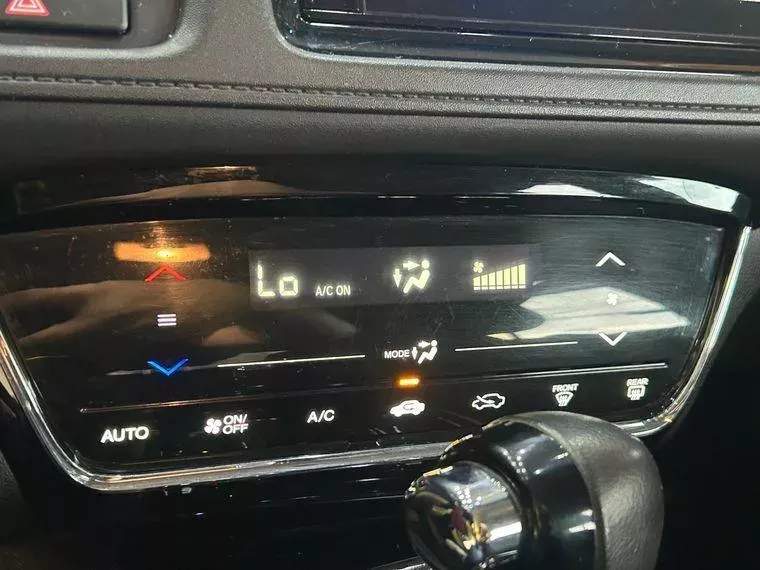 Lo A/C ON
MODE
AUTO
ON/
OFF
A/C
FRONT
REAR